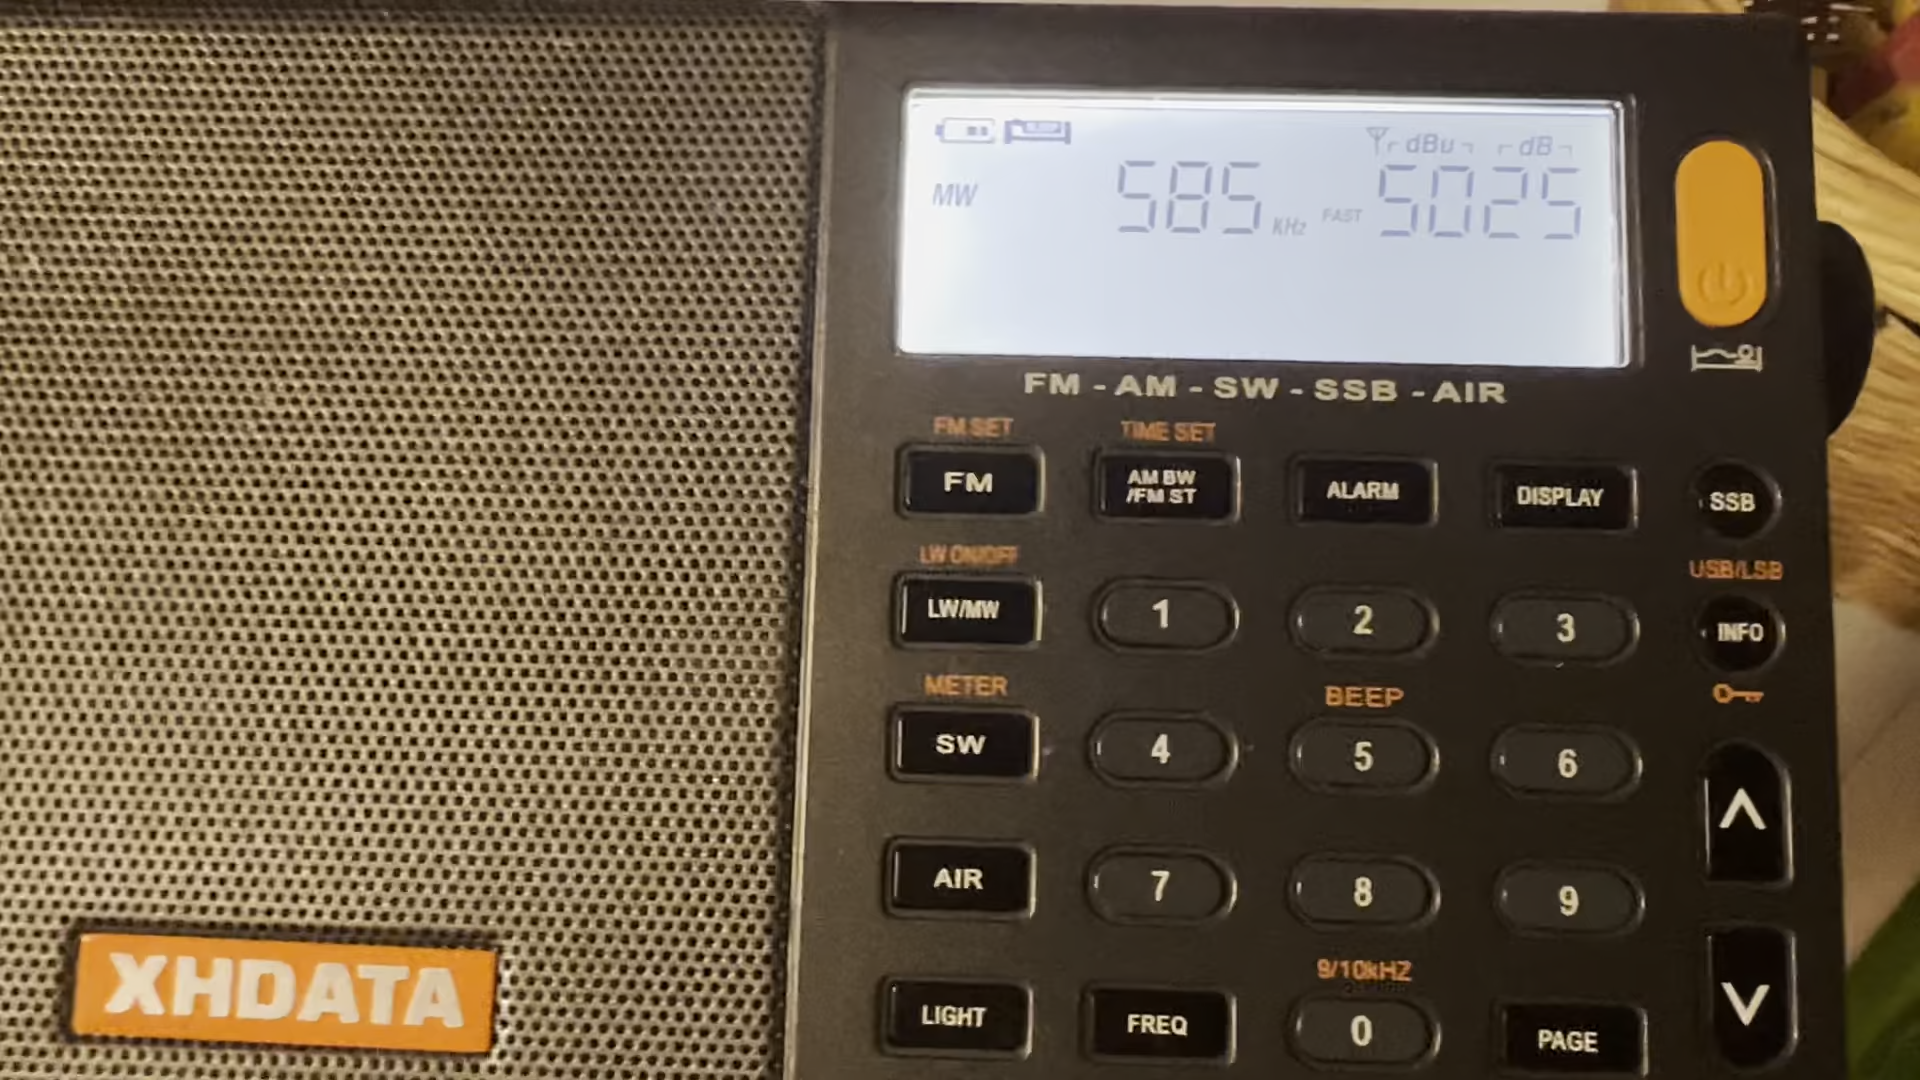 dBu dB
MW 585 KHz FAST 5025
FM - AM - SW - SSB - AIR
FM SET TIME SET
FM AM BW /FM ST ALARM DISPLAY SSB
LW ON/OFF USB/LSB
LW/MW 1 2 3 INFO
METER BEEP
SW 4 5 6
AIR 7 8 9
XHDATA
9/10kHZ
LIGHT FREQ 0 PAGE